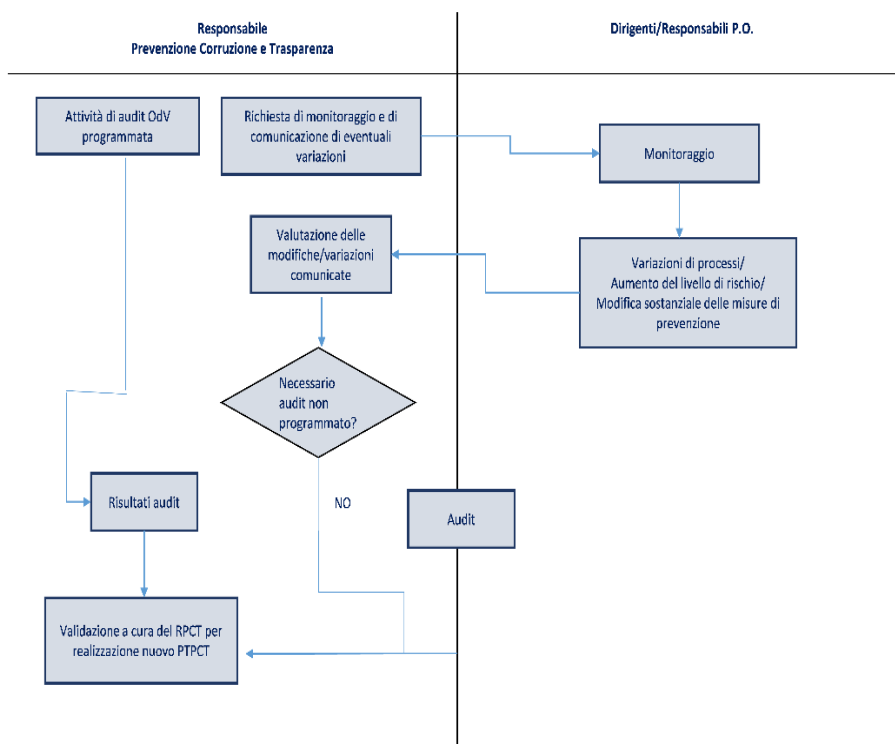 Responsabile
Prevenzione Corruzione e Trasparenza
Dirigenti/Responsabili P.O.
Attività di audit OdV
programmata
Richiesta di monitoraggio e di
comunicazione di eventuali
variazioni
Monitoraggio
Valutazione delle
modifiche/variazioni
comunicate
Variazioni di processi/
Aumento del livello di rischio/
Modifica sostanziale delle misure di
prevenzione
Necessario
audit non
programmato?
Risultati audit
NO
Audit
Validazione a cura del RPCT per
realizzazione nuovo PTPCT